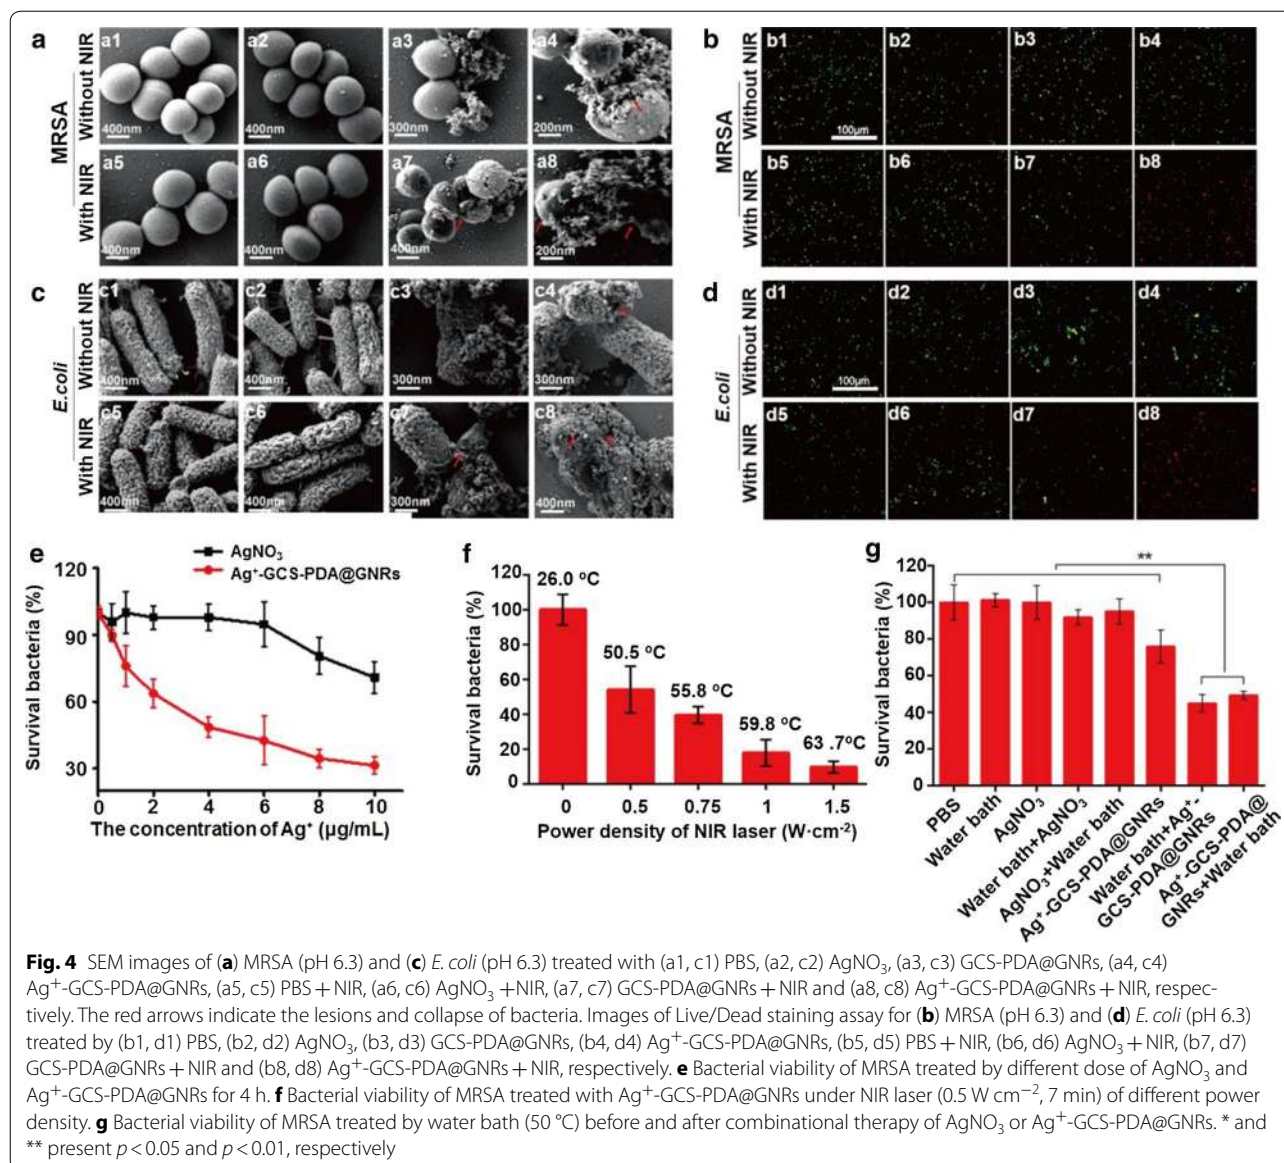 a
MRSA
Without NIR
With NIR
a1
400nm
a2
400nm
a3
300nm
a4
200nm
a5
400nm
a6
400nm
a7
400nm
a8
200nm
b
MRSA
Without NIR
With NIR
b1
100μm
b2
b3
b4
b5
b6
b7
b8
c
E.coli
Without NIR
With NIR
c1
400nm
c2
400nm
c3
300nm
c4
300nm
c5
400nm
c6
400nm
c7
300nm
c8
400nm
d
E.coli
Without NIR
With NIR
d1
100μm
d2
d3
d4
d5
d6
d7
d8
e
AgNO₃
Ag⁺-GCS-PDA@GNRs
Survival bacteria (%)
120
90
60
30
0 2 4 6 8 10
The concentration of Ag⁺ (μg/mL)
f
Survival bacteria (%)
120
100
80
60
40
20
0
26.0 ºC
50.5 ºC
55.8 ºC
59.8 ºC
63 .7ºC
0 0.5 0.75 1 1.5
Power density of NIR laser (W·cm⁻²)
g
**
Survival bacteria (%)
120
100
80
60
40
20
0
PBS
Water bath
AgNO₃
Water bath+AgNO₃
AgNO₃+Water bath
Ag⁺-GCS-PDA@GNRs
Water bath+Ag⁺-
GCS-PDA@GNRs
Ag⁺-GCS-PDA@
GNRs+Water bath
Fig. 4 SEM images of (a) MRSA (pH 6.3) and (c) E. coli (pH 6.3) treated with (a1, c1) PBS, (a2, c2) AgNO₃, (a3, c3) GCS-PDA@GNRs, (a4, c4)
Ag⁺-GCS-PDA@GNRs, (a5, c5) PBS + NIR, (a6, c6) AgNO₃ +NIR, (a7, c7) GCS-PDA@GNRs + NIR and (a8, c8) Ag⁺-GCS-PDA@GNRs + NIR, respec-
tively. The red arrows indicate the lesions and collapse of bacteria. Images of Live/Dead staining assay for (b) MRSA (pH 6.3) and (d) E. coli (pH 6.3)
treated by (b1, d1) PBS, (b2, d2) AgNO₃, (b3, d3) GCS-PDA@GNRs, (b4, d4) Ag⁺-GCS-PDA@GNRs, (b5, d5) PBS + NIR, (b6, d6) AgNO₃ + NIR, (b7, d7)
GCS-PDA@GNRs + NIR and (b8, d8) Ag⁺-GCS-PDA@GNRs + NIR, respectively. e Bacterial viability of MRSA treated by different dose of AgNO₃ and
Ag⁺-GCS-PDA@GNRs for 4 h. f Bacterial viability of MRSA treated with Ag⁺-GCS-PDA@GNRs under NIR laser (0.5 W cm⁻², 7 min) of different power
density. g Bacterial viability of MRSA treated by water bath (50 °C) before and after combinational therapy of AgNO₃ or Ag⁺-GCS-PDA@GNRs. * and
** present p < 0.05 and p < 0.01, respectively